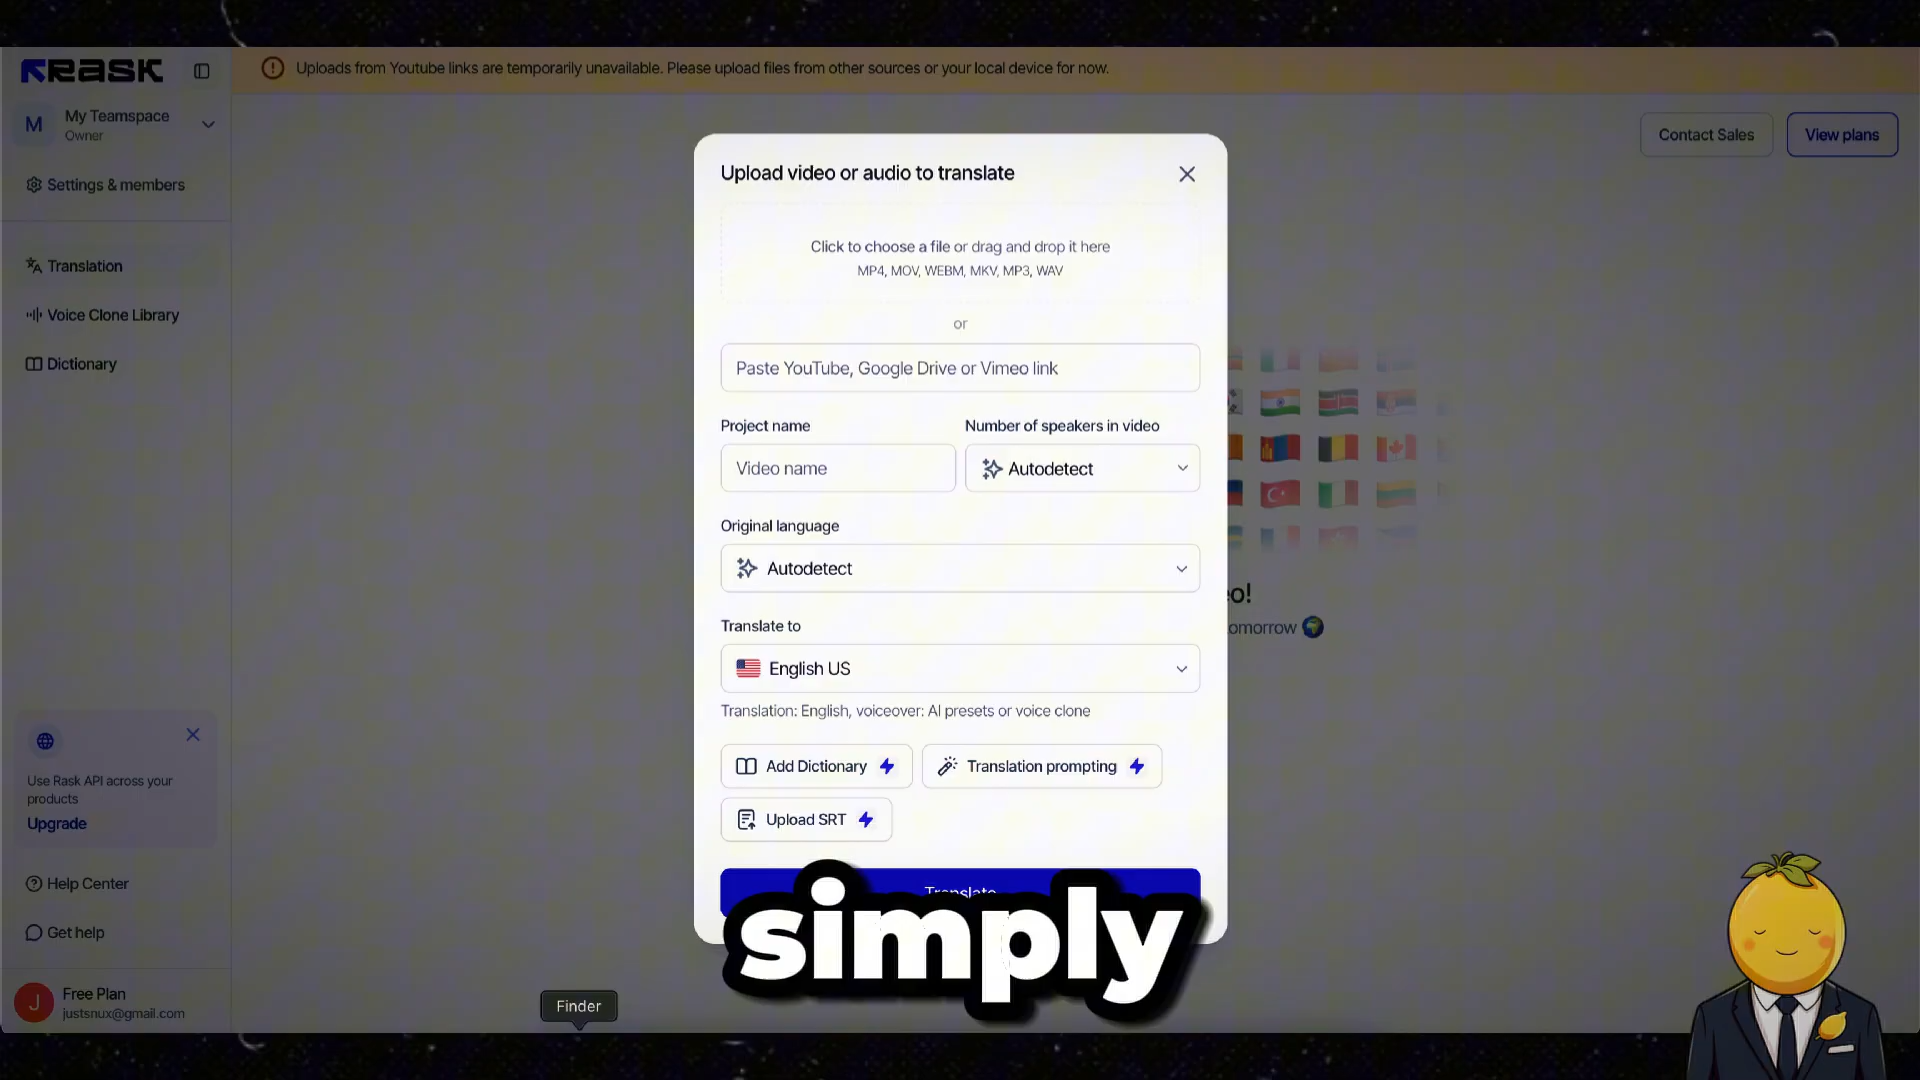 RASK
Uploads from Youtube links are temporarily unavailable. Please upload files from other sources or your local device for now.
M
My Teamspace
Owner
Settings & members
Translation
Voice Clone Library
Dictionary
Use Rask API across your
products
Upgrade
Help Center
Get help
J
Free Plan
justsnux@gmail.com
Contact Sales
View plans
Upload video or audio to translate
Click to choose a file or drag and drop it here
MP4, MOV, WEBM, MKV, MP3, WAV
or
Paste YouTube, Google Drive or Vimeo link
Project name
Number of speakers in video
Video name
Autodetect
Original language
Autodetect
Translate to
English US
Translation: English, voiceover: AI presets or voice clone
Add Dictionary
Translation prompting
Upload SRT
Translate
simply
eo!
omorrow
Finder